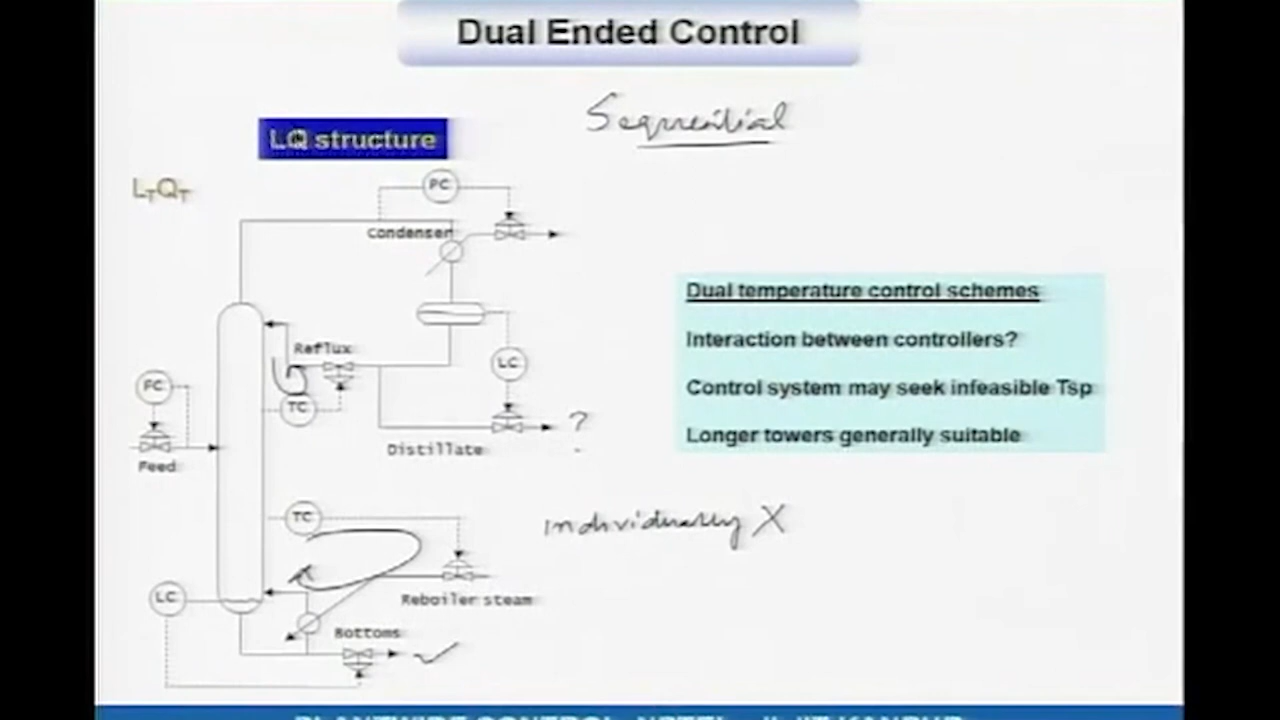 Dual Ended Control
Sequential
LQ structure
LTQT
PC
Condenser
Dual temperature control schemes
Reflux
Interaction between controllers?
LC
FC
Control system may seek infeasible Tsp
TC
?
Longer towers generally suitable
Distillate
Feed
TC
individually X
LC
Reboiler steam
Bottoms